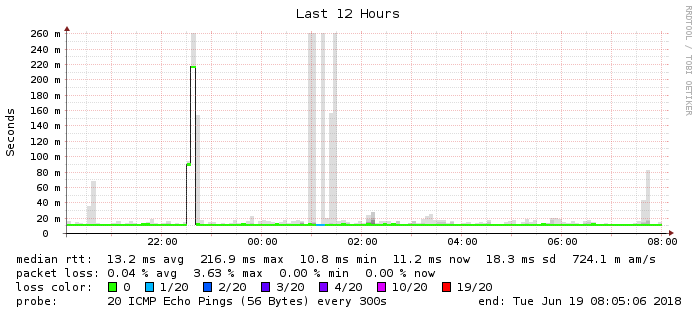 Last 12 Hours
RRDTOOL / TOBI OETIKER
Seconds
260 m
240 m
220 m
200 m
180 m
160 m
140 m
120 m
100 m
80 m
60 m
40 m
20 m
0
22:00 00:00 02:00 04:00 06:00 08:00
median rtt: 13.2 ms avg 216.9 ms max 10.8 ms min 11.2 ms now 18.3 ms sd 724.1 m am/s
packet loss: 0.04 % avg 3.63 % max 0.00 % min 0.00 % now
loss color: 0 1/20 2/20 3/20 4/20 10/20 19/20
probe: 20 ICMP Echo Pings (56 Bytes) every 300s end: Tue Jun 19 08:05:06 2018